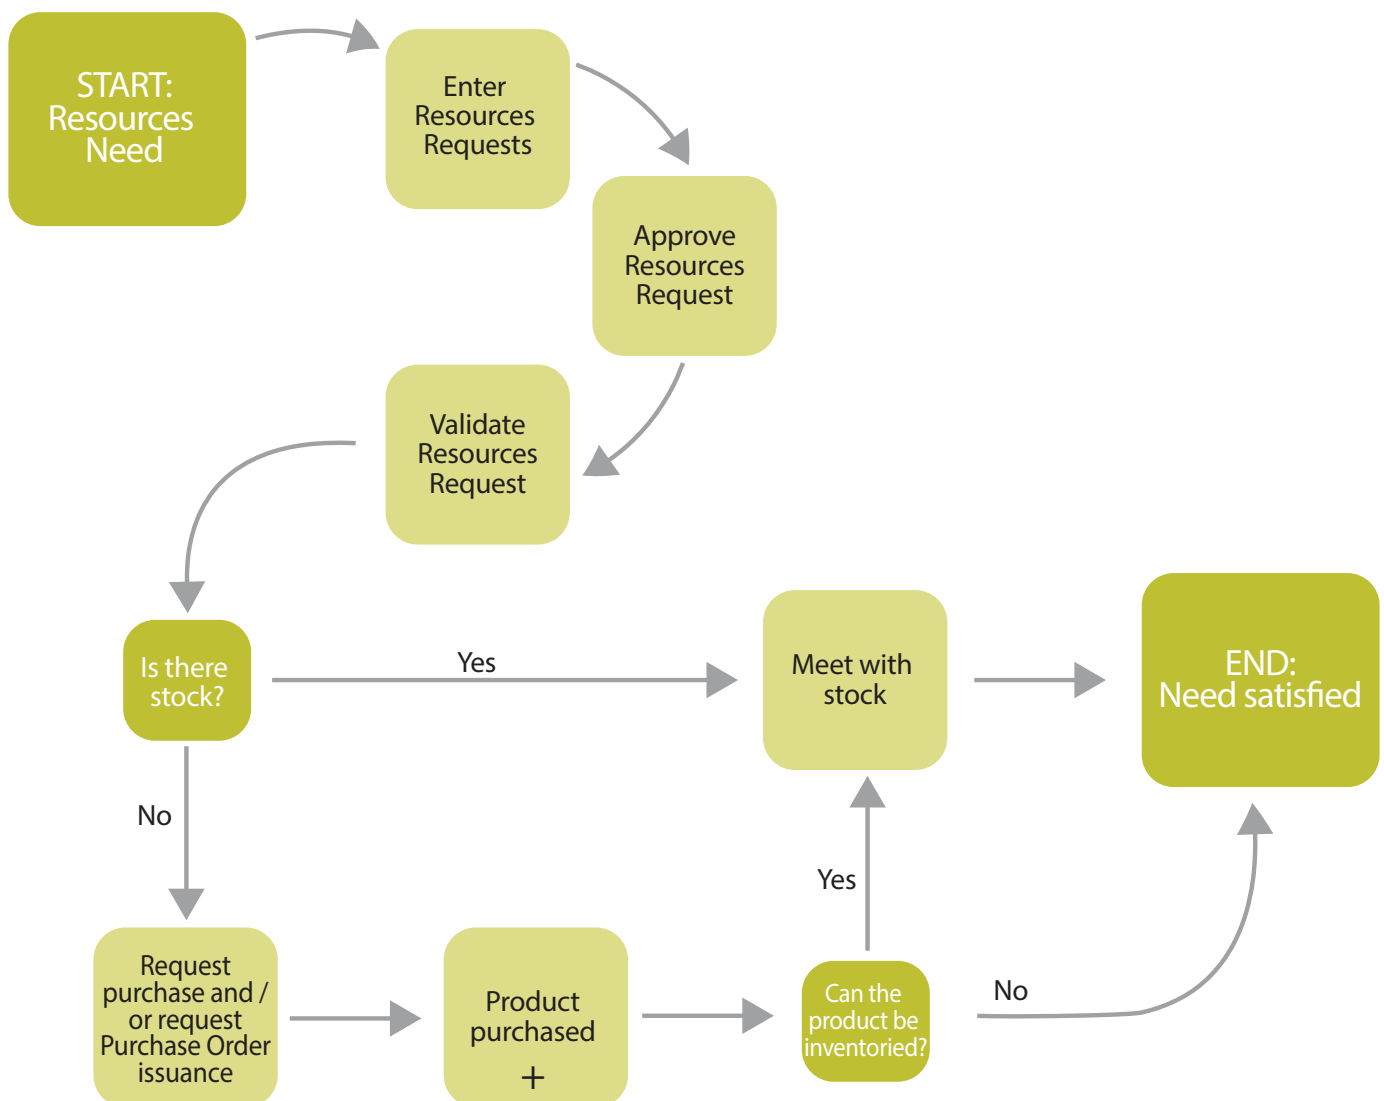 START:
Resources
Need
Enter
Resources
Requests
Approve
Resources
Request
Validate
Resources
Request
Is there
stock?
Yes
Meet with
stock
END:
Need satisfied
No
Yes
Request
purchase and /
or request
Purchase Order
issuance
Product
purchased
+
Can the
product be
inventoried?
No